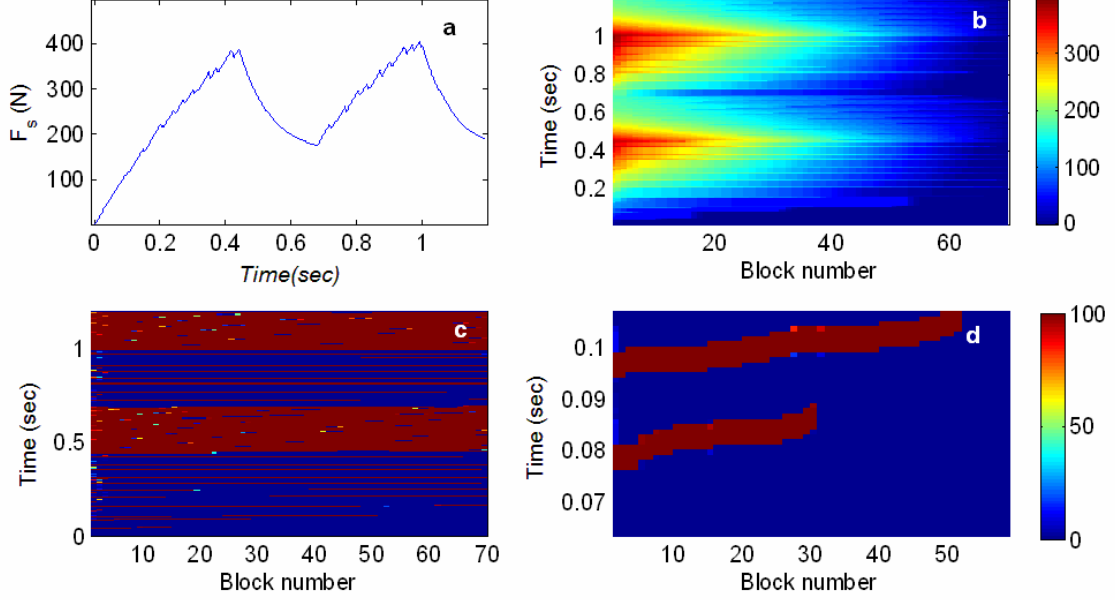 a
400
300
200
100
F_s (N)
0 0.2 0.4 0.6 0.8 1
Time(sec)
b
1
0.8
0.6
0.4
0.2
Time (sec)
20 40 60
Block number
300
200
100
0
c
1
0.5
0
Time (sec)
10 20 30 40 50 60 70
Block number
d
0.1
0.09
0.08
0.07
Time (sec)
10 20 30 40 50
Block number
100
50
0